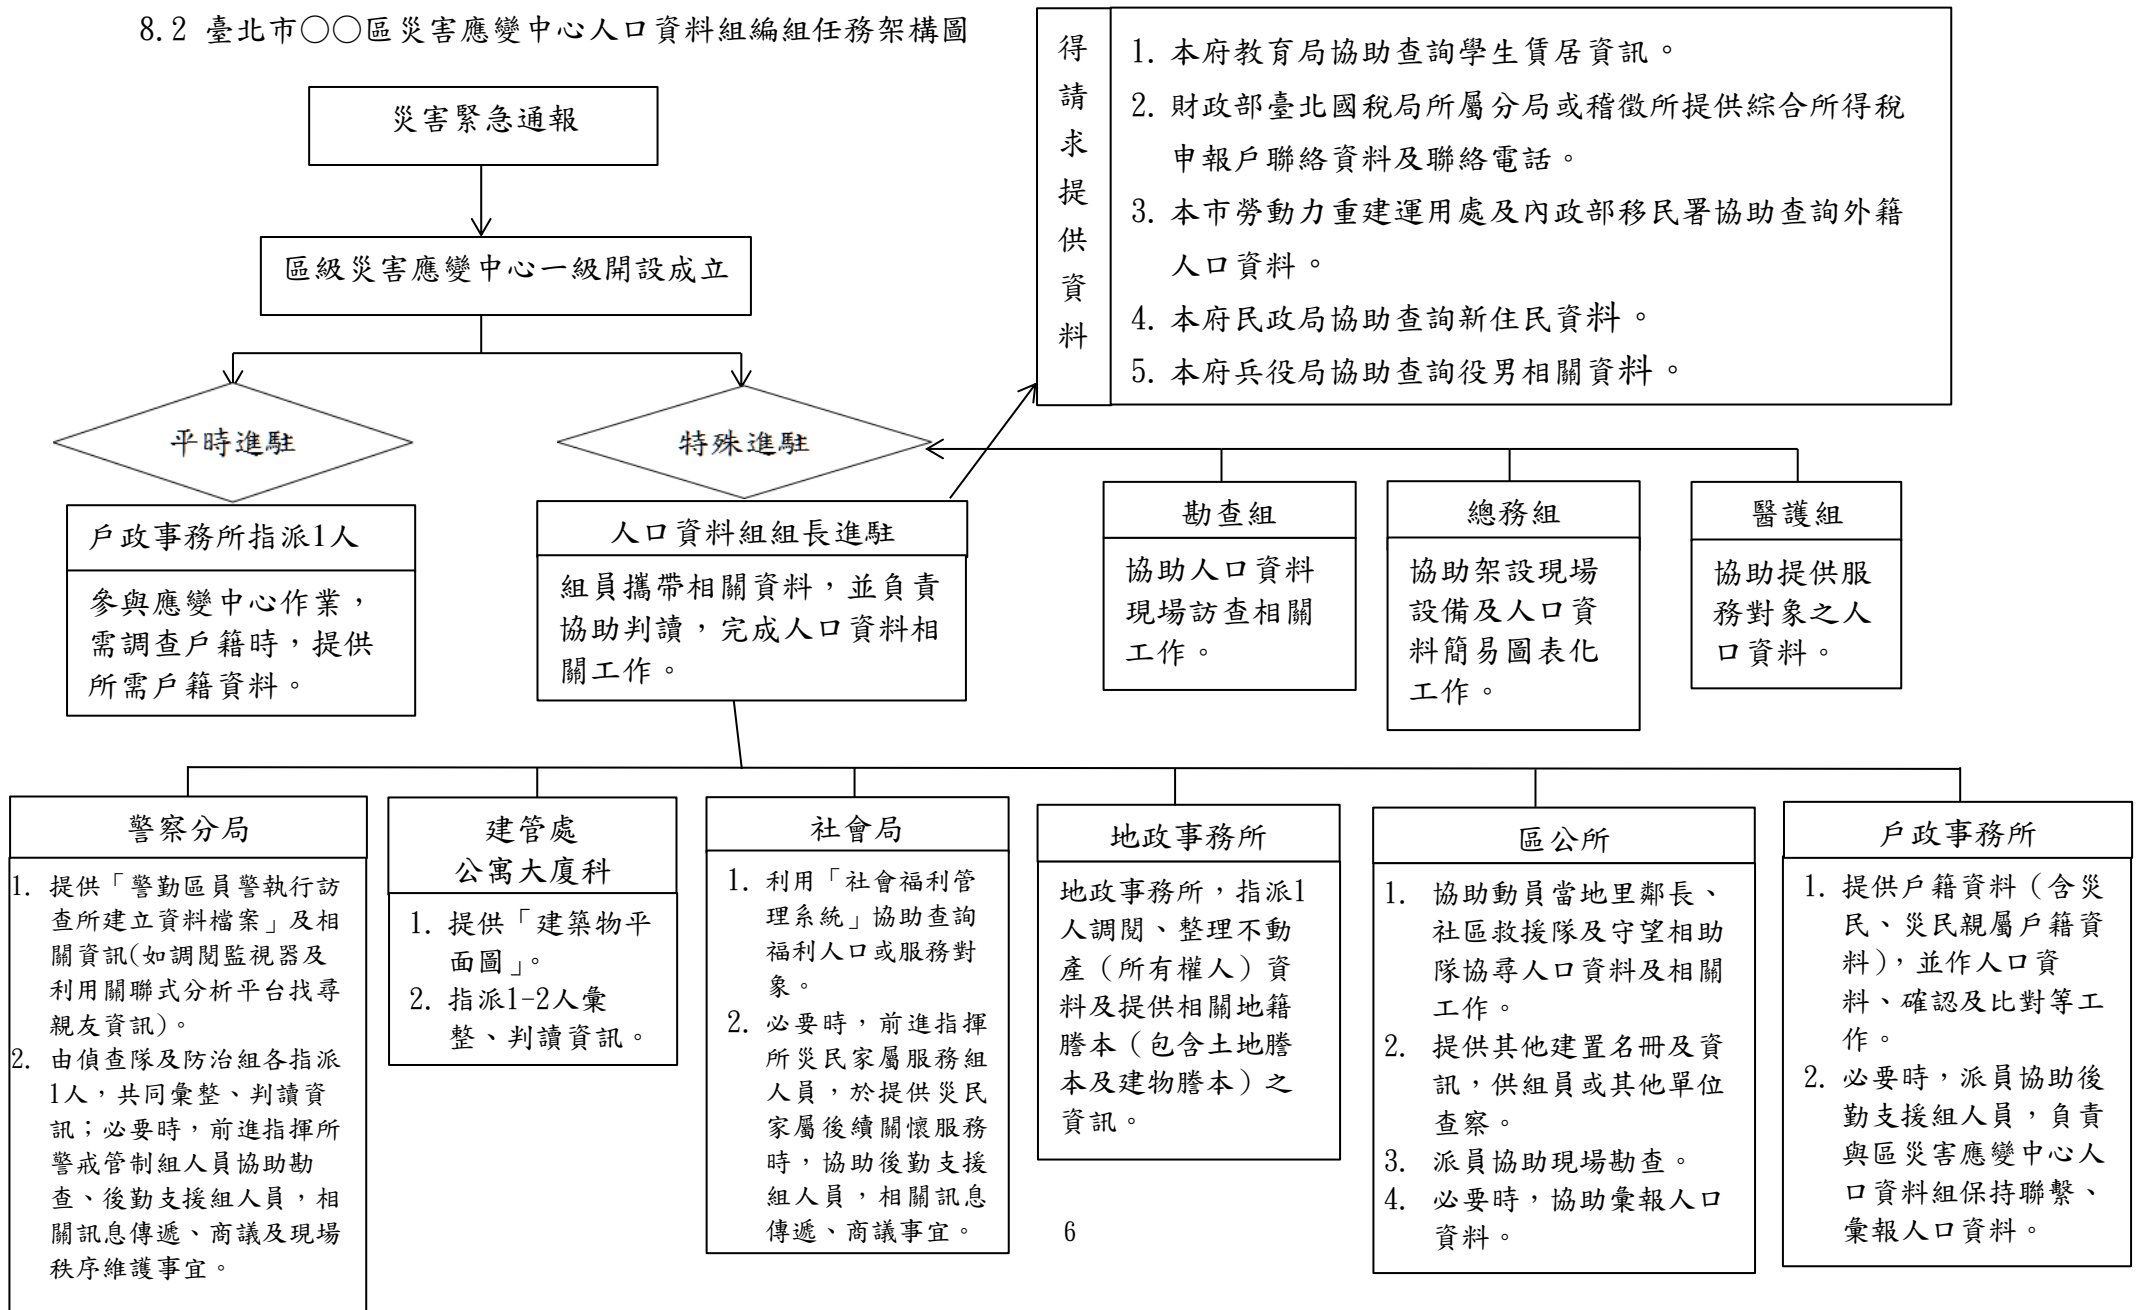 8.2 臺北市○○區災害應變中心人口資料組編組任務架構圖
災害緊急通報
區級災害應變中心一級開設成立
得
請
求
提
供
資
料
1. 本府教育局協助查詢學生賃居資訊。
2. 財政部臺北國稅局所屬分局或稽徵所提供綜合所得稅
申報戶聯絡資料及聯絡電話。
3. 本市勞動力重建運用處及內政部移民署協助查詢外籍
人口資料。
4. 本府民政局協助查詢新住民資料。
5. 本府兵役局協助查詢役男相關資料。
平時進駐
特殊進駐
戶政事務所指派1人
參與應變中心作業，
需調查戶籍時，提供
所需戶籍資料。
人口資料組組長進駐
組員攜帶相關資料，並負責
協助判讀，完成人口資料相
關工作。
勘查組
協助人口資料
現場訪查相關
工作。
總務組
協助架設現場
設備及人口資
料簡易圖表化
工作。
醫護組
協助提供服
務對象之人
口資料。
警察分局
1. 提供「警勤區員警執行訪
查所建立資料檔案」及相
關資訊(如調閱監視器及
利用關聯式分析平台找尋
親友資訊)。
2. 由偵查隊及防治組各指派
1人，共同彙整、判讀資
訊；必要時，前進指揮所
警戒管制組人員協助勘
查、後勤支援組人員，相
關訊息傳遞、商議及現場
秩序維護事宜。
建管處
公寓大廈科
1. 提供「建築物平
面圖」。
2. 指派1-2人彙
整、判讀資訊。
社會局
1. 利用「社會福利管
理系統」協助查詢
福利人口或服務對
象。
2. 必要時，前進指揮
所災民家屬服務組
人員，於提供災民
家屬後續關懷服務
時，協助後勤支援
組人員，相關訊息
傳遞、商議事宜。
地政事務所
地政事務所，指派1
人調閱、整理不動
產（所有權人）資
料及提供相關地籍
謄本（包含土地謄
本及建物謄本）之
資訊。
區公所
1. 協助動員當地里鄰長、
社區救援隊及守望相助
隊協尋人口資料及相關
工作。
2. 提供其他建置名冊及資
訊，供組員或其他單位
查察。
3. 派員協助現場勘查。
4. 必要時，協助彙報人口
資料。
戶政事務所
1. 提供戶籍資料（含災
民、災民親屬戶籍資
料），並作人口資
料、確認及比對等工
作。
2. 必要時，派員協助後
勤支援組人員，負責
與區災害應變中心人
口資料組保持聯繫、
彙報人口資料。
6